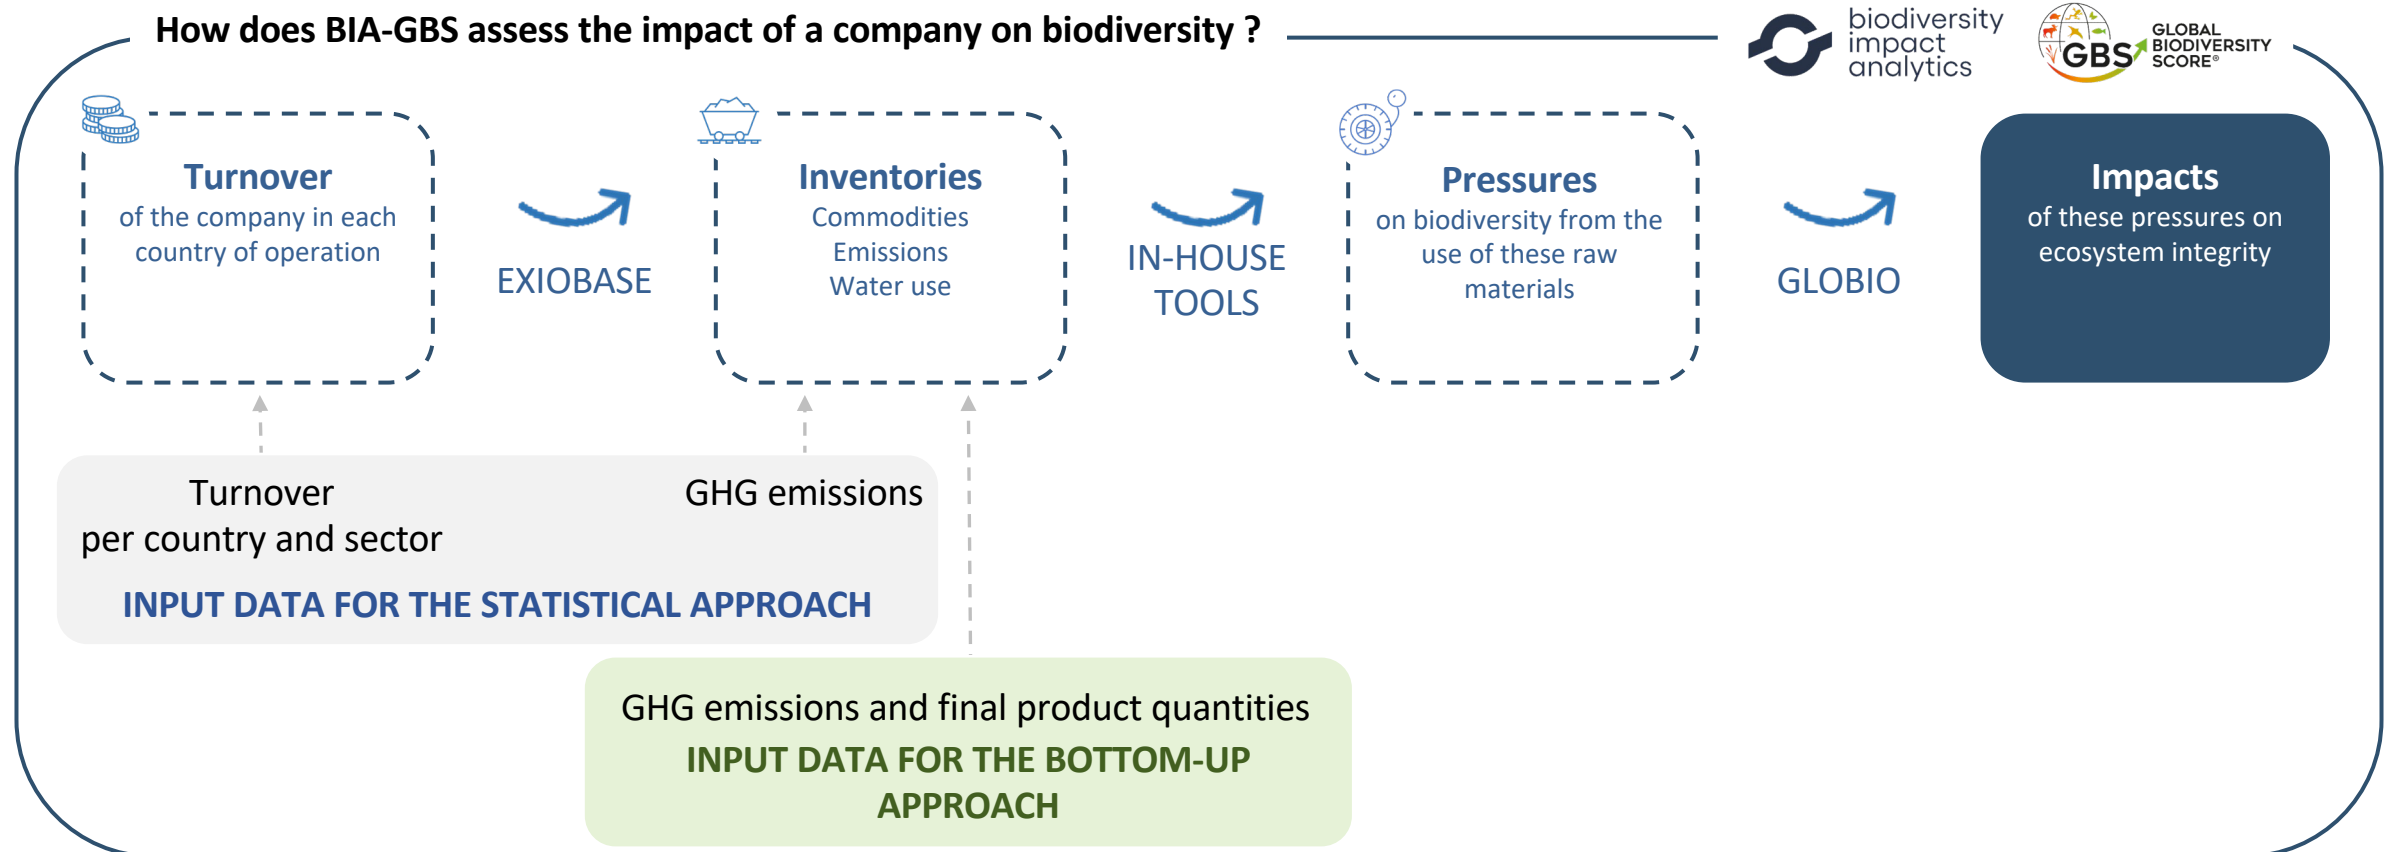 How does BIA-GBS assess the impact of a company on biodiversity ?
biodiversity
impact
analytics
GBS
GLOBAL
BIODIVERSITY
SCORE®
Turnover
of the company in each
country of operation
EXIOBASE
Inventories
Commodities
Emissions
Water use
IN-HOUSE
TOOLS
Pressures
on biodiversity from the
use of these raw
materials
GLOBIO
Impacts
of these pressures on
ecosystem integrity
Turnover
per country and sector
GHG emissions
INPUT DATA FOR THE STATISTICAL APPROACH
GHG emissions and final product quantities
INPUT DATA FOR THE BOTTOM-UP
APPROACH